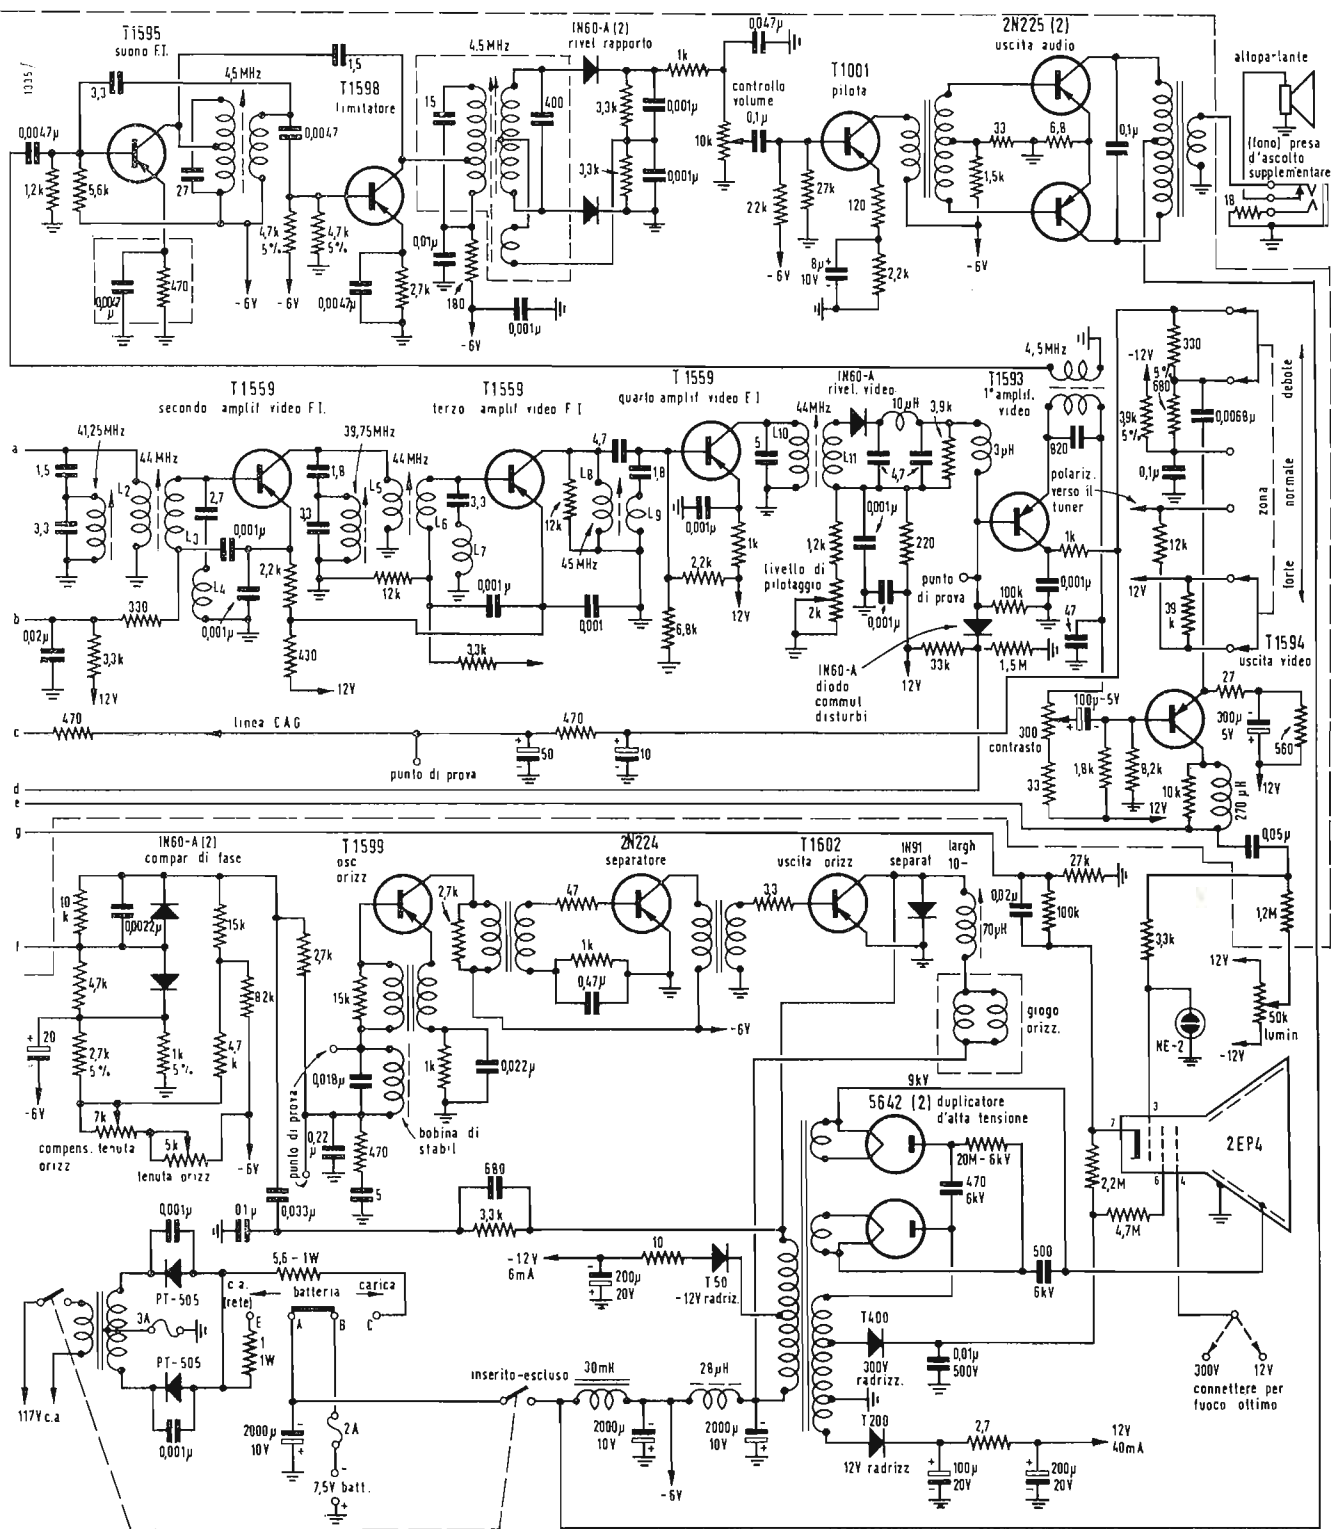 T1595
suono F.I.
1335/
3,3
4,5MHz
1,5
T1598
limitatore
4.5MHz
1N60-A (2)
rivel rapporto
0,047µ
1k
controllo
volume
0,1µ
T1001
pilota
2N225 (2)
uscita audio
altoparlante
(fono) presa
d'ascolto
supplementare
18
0,0047µ
1,2k
5,6k
27
0,0047
4,7k
5%
4,7k
5%
15
400
3,3k
0,001µ
3,3k
0,001µ
10k
22k
27k
120
8µ
10V
2,2k
33
6,8
1,5k
0,1µ
-6V
-6V
0,0047
µ
470
-6V
-6V
0,0047µ
2,7k
0,01µ
180
0,001µ
-6V
T1559
secondo amplif video F.I.
T1559
terzo amplif video F I
T1559
quarto amplif video F I
1N60-A
rivel. video
T1593
1° amplif.
video
4,5MHz
-12V
330
5%
680
3,9k
5%
0,0068µ
0,1µ
debole
normale
forte
zona
a
41,25MHz
1,5
3,3
L2
44MHz
L3
2,7
0,001µ
L4
0,001µ
2,2k
430
39,75MHz
1,8
33
L5
44MHz
L6
3,3
L7
12k
0,001µ
3,3k
4,7
12k
L8
45MHz
1,8
L9
0,001
0,001µ
2,2k
6,8k
1k
12V
L10
5
44MHz
L11
10µH
4,7
3,9k
3µH
820
polariz.
verso il
tuner
1k
12k
12V
39
k
0,001µ
1,2k
livello di
pilotaggio
2k
220
0,001µ
punto
di prova
100k
0,001µ
47
b
330
0,02µ
3,3k
12V
12V
12V
33k
1,5M
1N60-A
diodo
commut
disturbi
T1594
uscita video
27
300µ
5V
560
12V
100µ-5V
300
contrasto
33
1,8k
8,2k
12V
10k
270µH
c
470
linea C.A.G
punto di prova
470
50
10
d
e
g
0,05µ
1N60-A (2)
compar di fase
T1599
osc
orizz
2N224
separatore
T1602
uscita orizz
1N91
separat
largh
10-
27k
10
k
0,0022µ
15k
2,7k
2,7k
47
1k
0,47µ
3,3
70µH
0,02µ
100k
3,3k
1,2M
f
4,7k
82k
15k
20
2,7k
5%
1k
5%
4,7
k
-6V
-6V
giogo
orizz.
12V
50k
lumin
-12V
NE-2
0,018µ
1k
0,022µ
7k
compens. tenuta
orizz
5k
tenuta orizz
-6V
punto di prova
0,22
µ
470
bobina di
stabil
5
9kV
5642 (2) duplicatore
d'alta tensione
20M-6kV
470
6kV
500
6kV
3
7
6
4
2EP4
2,2M
4,7M
0,001µ
01µ
0,033µ
680
3,3k
-12V
6mA
10
200µ
20V
T50
-12V radriz.
5,6-1W
c.a.
(rete)
batteria
carica
PT-505
3A
E
A
B
C
1
1W
PT-505
117V c.a
0,001µ
2000µ
10V
2A
7,5V batt.
inserito-escluso
30mH
28µH
2000µ
10V
2000µ
10V
-6V
T400
300V
radrizz.
0,01µ
500V
300V
12V
connettere per
fuoco ottimo
T200
12V radrizz
2,7
12V
40mA
100µ
20V
200µ
20V